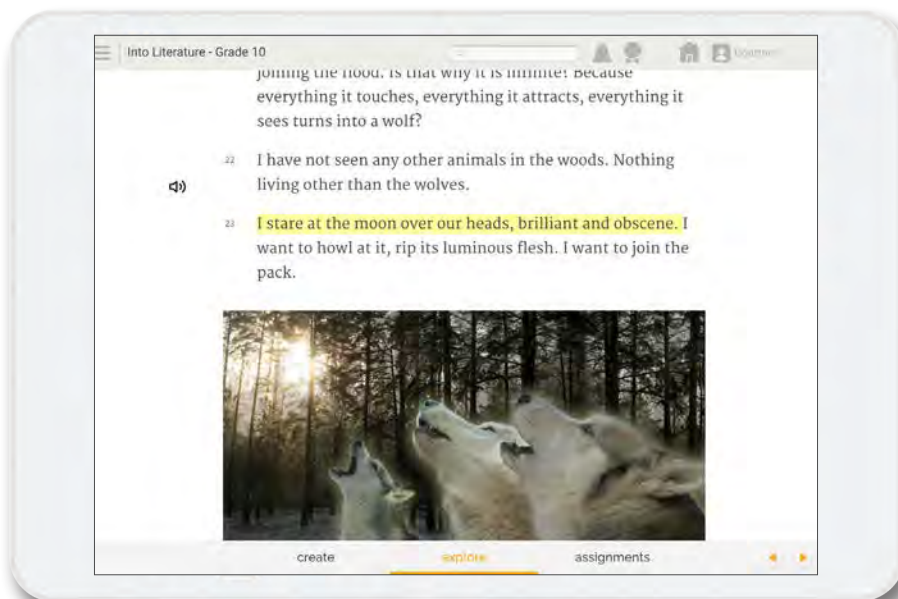 Into Literature - Grade 10
joining the flood. Is that why it is infinite? Because
everything it touches, everything it attracts, everything it
sees turns into a wolf?
22 I have not seen any other animals in the woods. Nothing
living other than the wolves.
23 I stare at the moon over our heads, brilliant and obscene. I
want to howl at it, rip its luminous flesh. I want to join the
pack.
create explore assignments